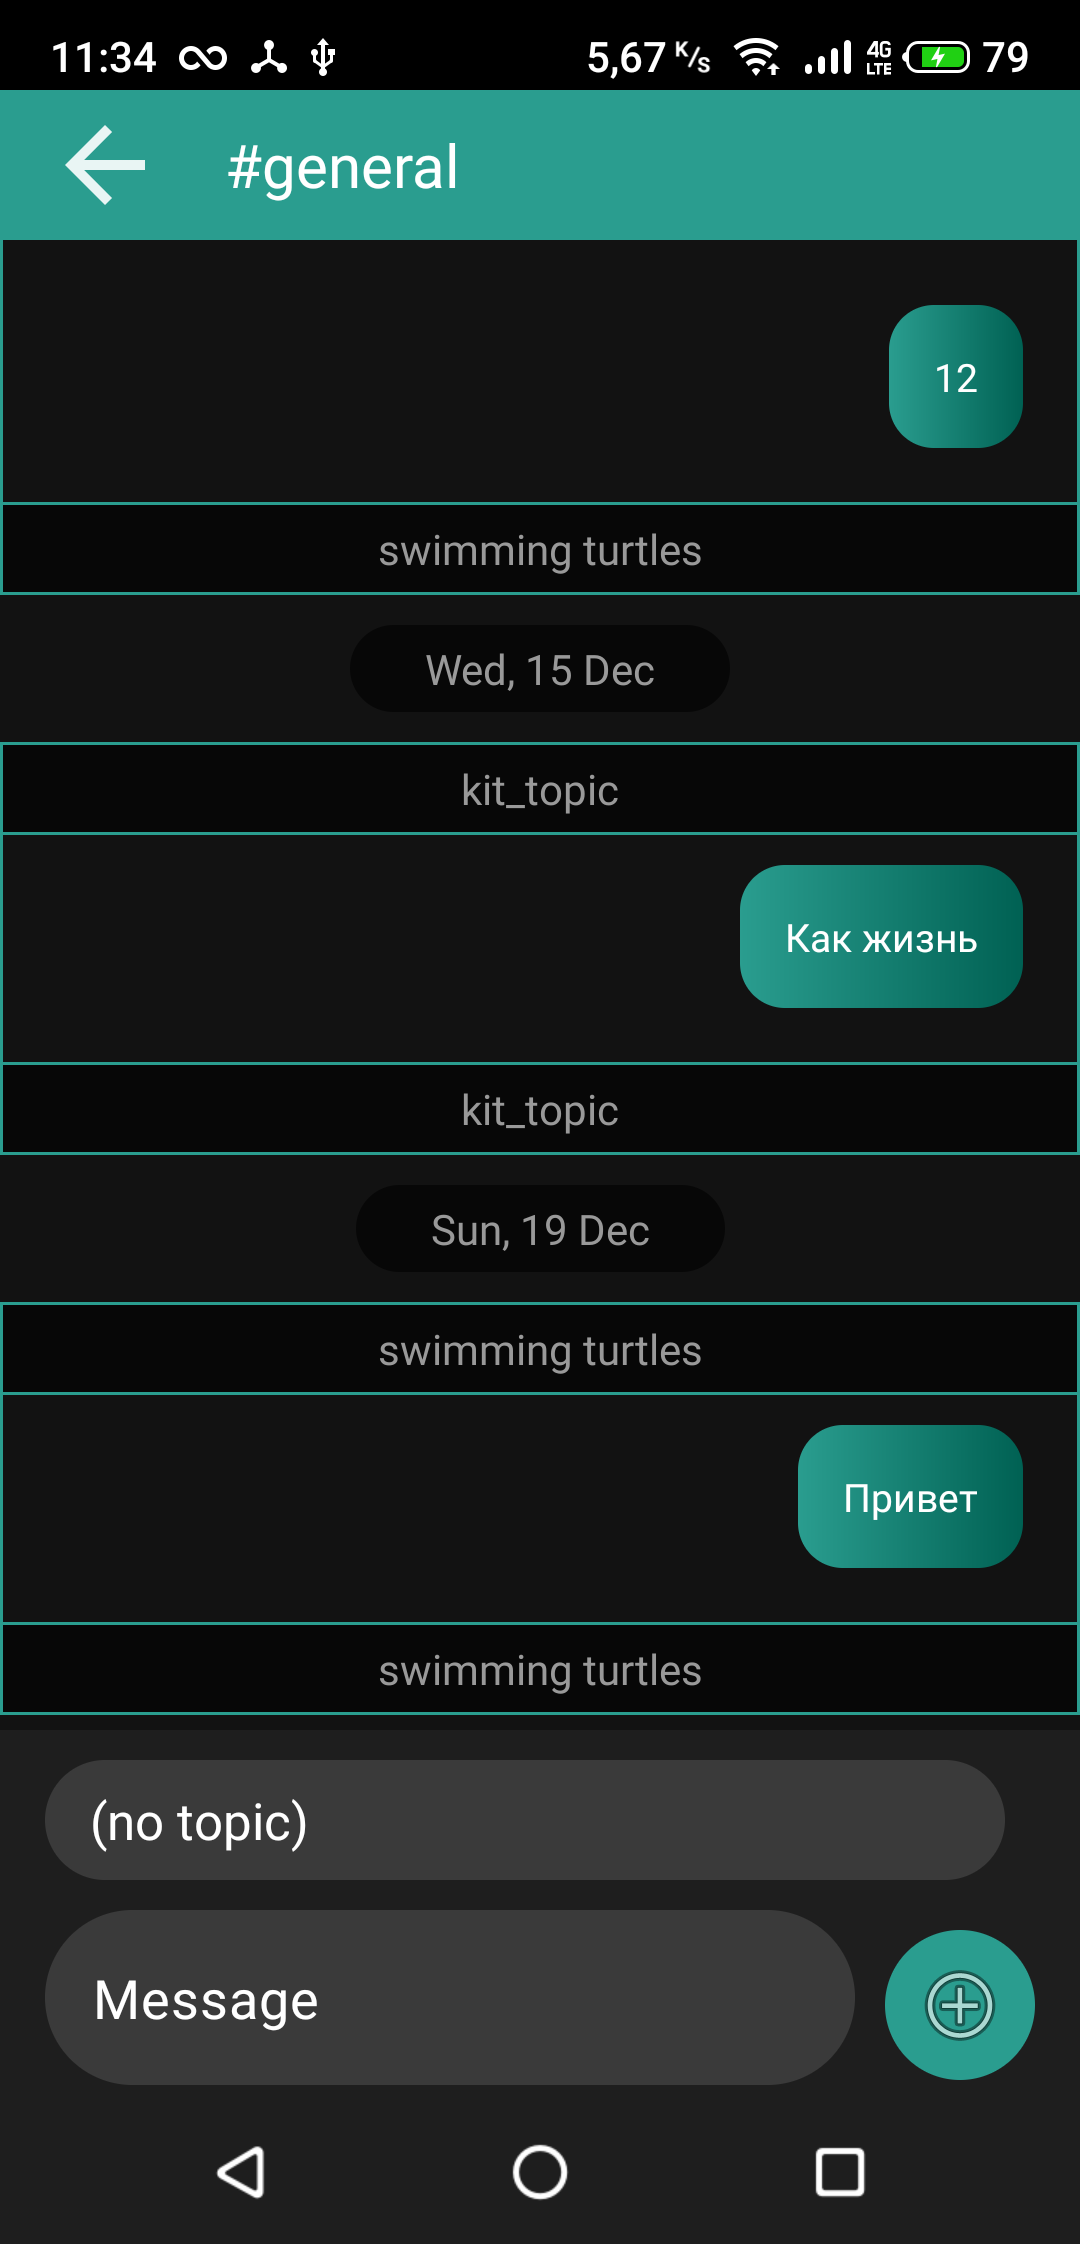 11:34 5,67 K/s 4G LTE 79
#general
12
swimming turtles
Wed, 15 Dec
kit_topic
Как жизнь
kit_topic
Sun, 19 Dec
swimming turtles
Привет
swimming turtles
(no topic)
Message